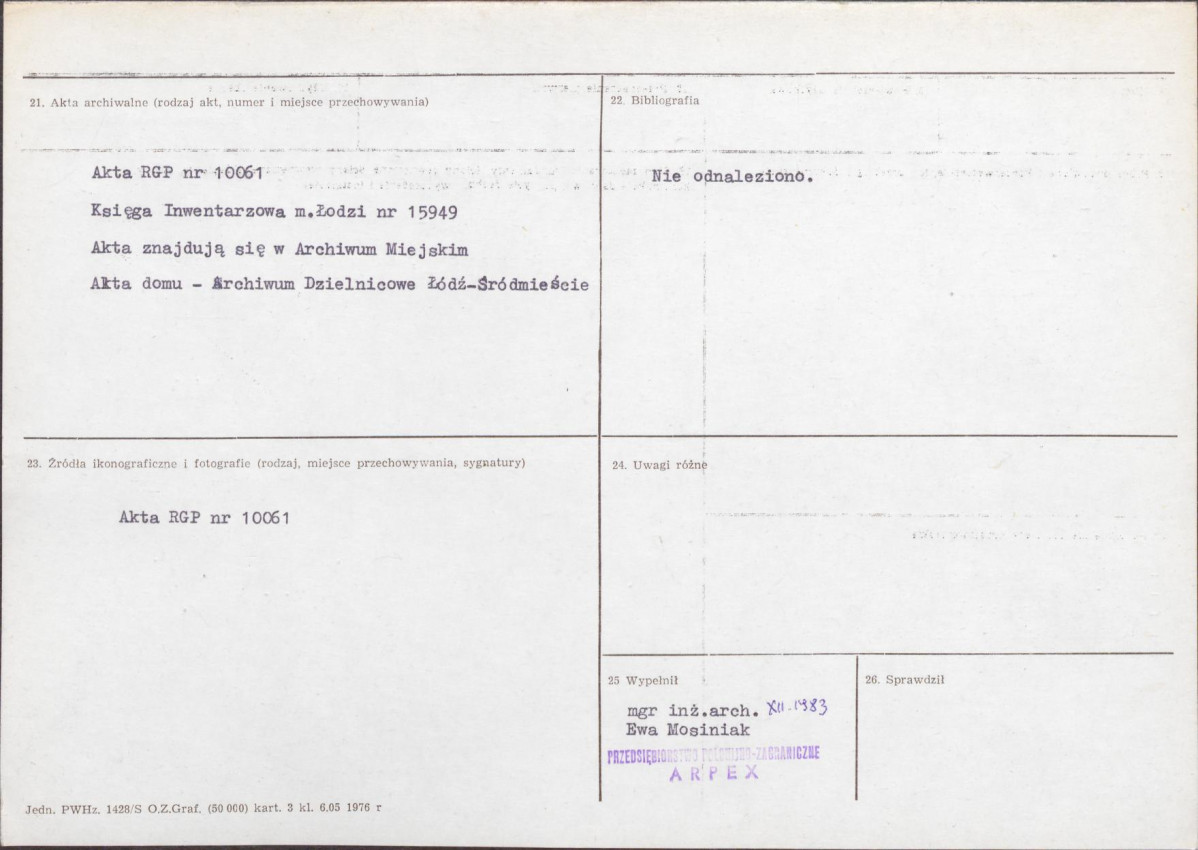 21. Akta archiwalne (rodzaj akt, numer i miejsce przechowywania)
Akta RGP nr 10061
Księga Inwentarzowa m.Łodzi nr 15949
Akta znajdują się w Archiwum Miejskim
Akta domu - Archiwum Dzielnicowe Łódź-Śródmieście
22. Bibliografia
Nie odnaleziono.
23. Źródła ikonograficzne i fotografie (rodzaj, miejsce przechowywania, sygnatury)
Akta RGP nr 10061
24. Uwagi różne
25 Wypełnił
mgr inż.arch. XII.1983
Ewa Mosiniak
PRZEDSIĘBIORSTWO POLONIJNO-ZAGRANICZNE
ARPEX
26. Sprawdził
Jedn. PWHz. 1428/S O.Z.Graf. (50 000) kart. 3 kl. 6.05 1976 r